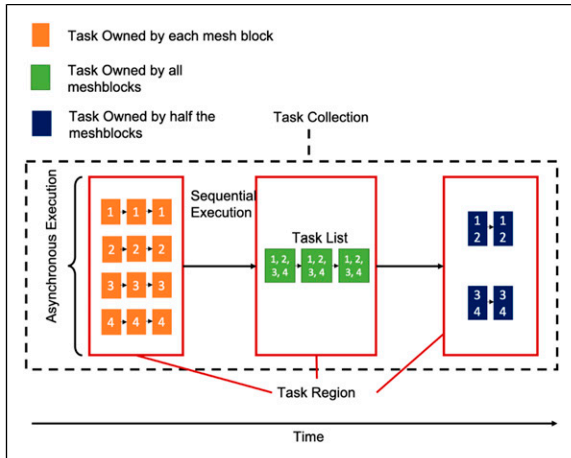 Task Owned by each mesh block
Task Owned by all
meshblocks
Task Owned by half the
meshblocks
Task Collection
Asynchronous Execution
1 1 1
2 2 2
3 3 3
4 4 4
Sequential
Execution
Task List
1, 2, 1, 2, 1, 2,
3, 4 3, 4 3, 4
1 1
2 2
3 3
4 4
Task Region
Time